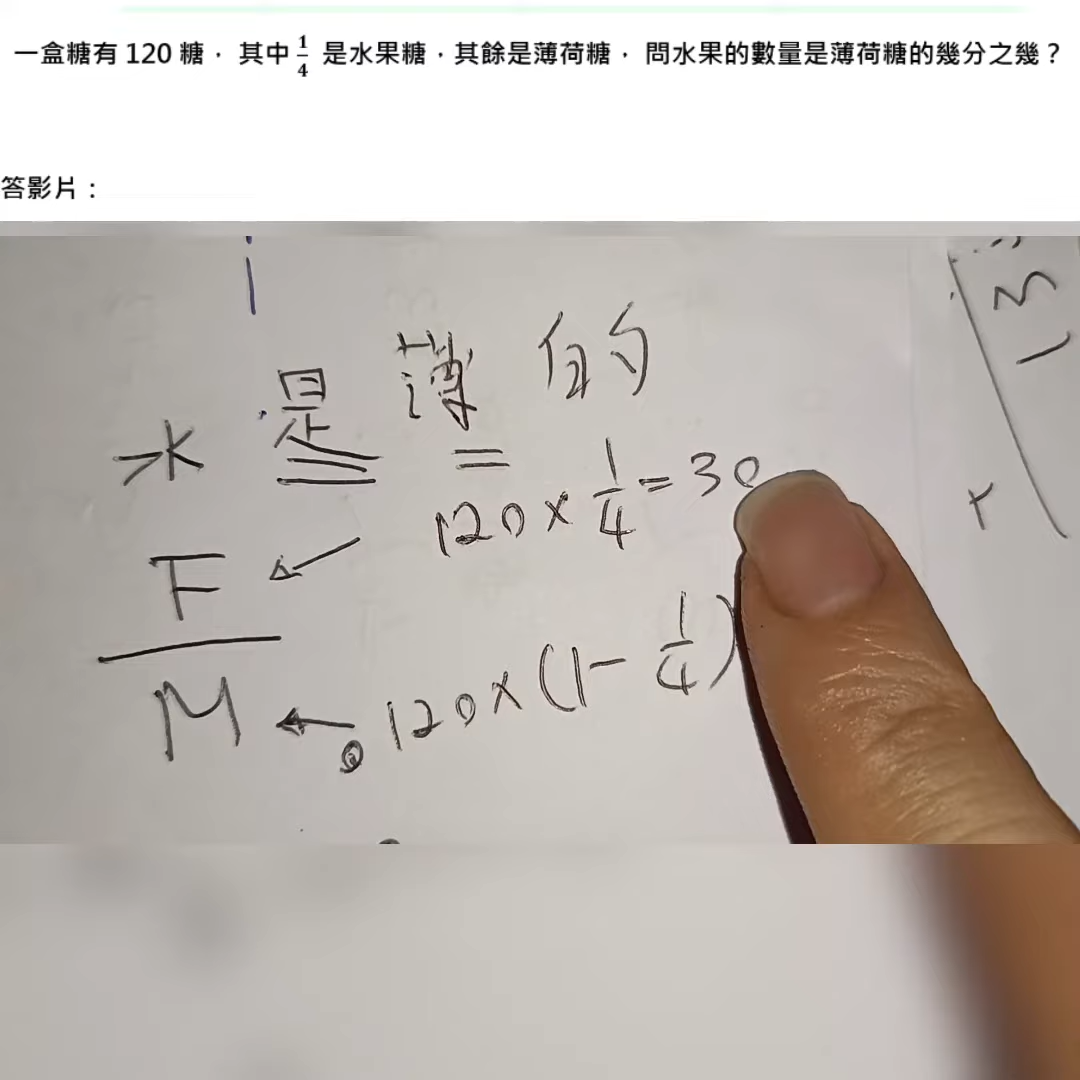 一盒糖有 120 糖， 其中 1/4 是水果糖，其餘是薄荷糖， 問水果的數量是薄荷糖的幾分之幾？
答影片：
水 是 薄 的
120 × 1/4 = 30
F
M
120 × (1 - 1/4)